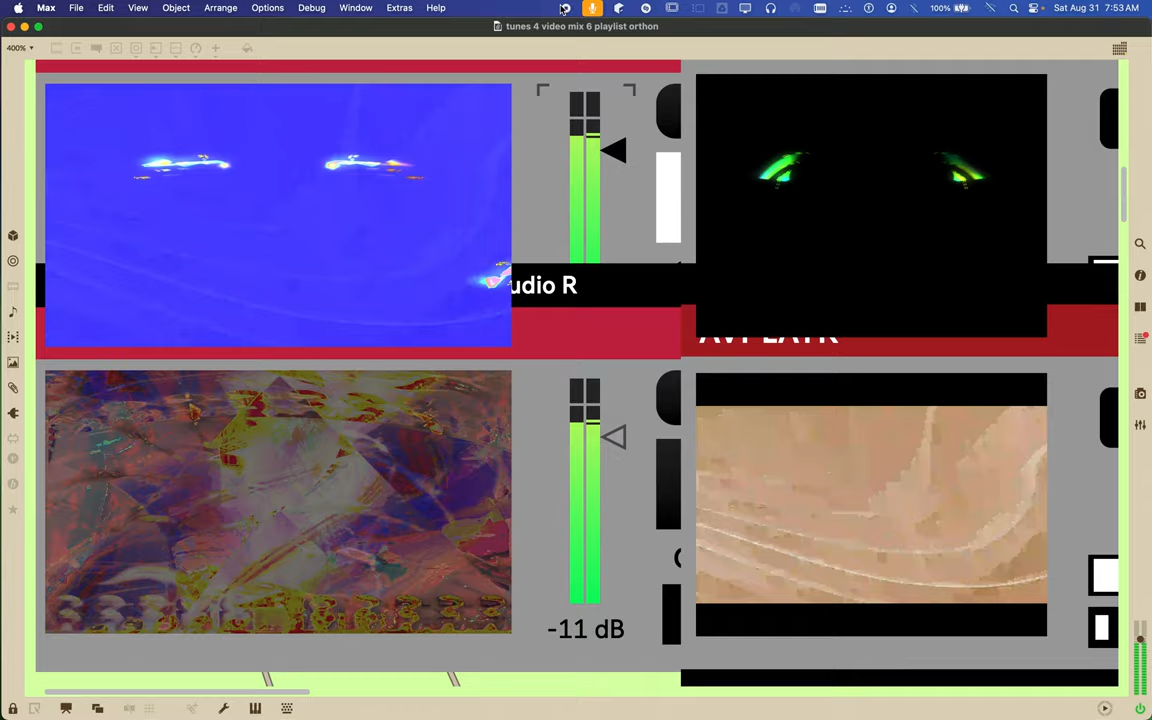 Max File Edit View Object Arrange Options Debug Window Extras Help
100% Sat Aug 31 7:53 AM
tunes 4 video mix 6 playlist orthon
400%
udio R
-11 dB